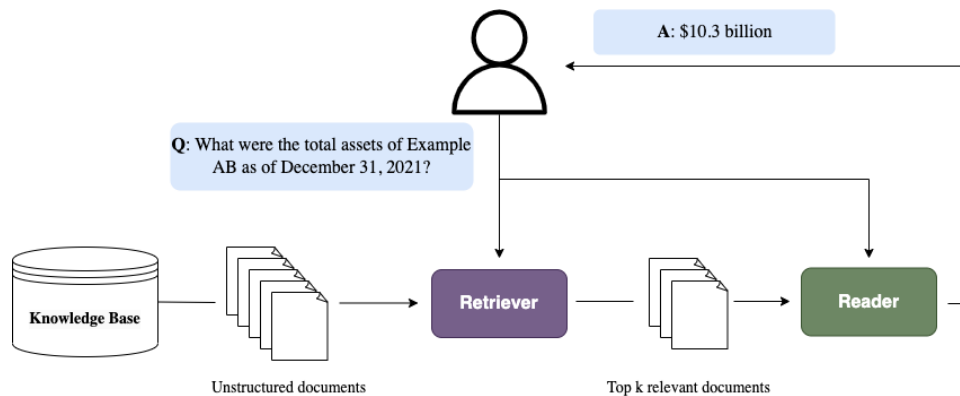 A: $10.3 billion
Q: What were the total assets of Example
AB as of December 31, 2021?
Knowledge Base
Retriever
Reader
Unstructured documents
Top k relevant documents